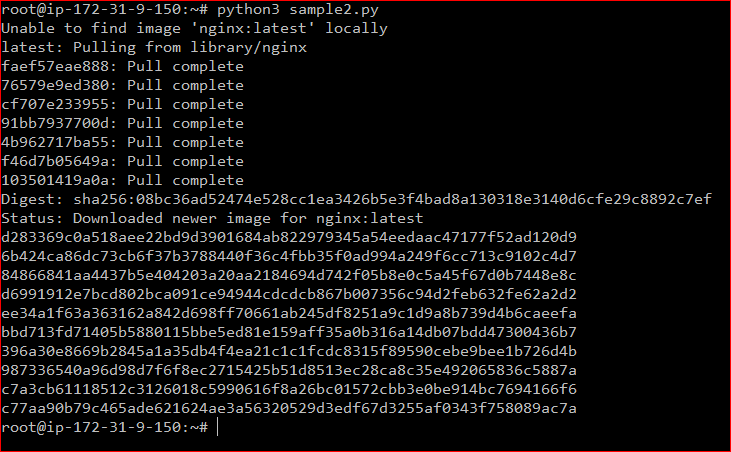 root@ip-172-31-9-150:~# python3 sample2.py
Unable to find image 'nginx:latest' locally
latest: Pulling from library/nginx
faef57eae888: Pull complete
76579e9ed380: Pull complete
cf707e233955: Pull complete
91bb7937700d: Pull complete
4b962717ba55: Pull complete
f46d7b05649a: Pull complete
103501419a0a: Pull complete
Digest: sha256:08bc36ad52474e528cc1ea3426b5e3f4bad8a130318e3140d6cfe29c8892c7ef
Status: Downloaded newer image for nginx:latest
d283369c0a518aee22bd9d3901684ab822979345a54eedaac47177f52ad120d9
6b424ca86dc73cb6f37b3788440f36c4fbb35f0ad994a249f6cc713c9102c4d7
84866841aa4437b5e404203a20aa2184694d742f05b8e0c5a45f67d0b7448e8c
d6991912e7bcd802bca091ce94944cdcdcb867b007356c94d2feb632fe62a2d2
ee34a1f63a363162a842d698ff70661ab245df8251a9c1d9a8b739d4b6caeefa
bbd713fd71405b5880115bbe5ed81e159aff35a0b316a14db07bdd47300436b7
396a30e8669b2845a1a35db4f4ea21c1c1fcdc8315f89590cebe9bee1b726d4b
987336540a96d98d7f6f8ec2715425b51d8513ec28ca8c35e492065836c5887a
c7a3cb61118512c3126018c5990616f8a26bc01572cbb3e0be914bc7694166f6
c77aa90b79c465ade621624ae3a56320529d3edf67d3255af0343f758089ac7a
root@ip-172-31-9-150:~#